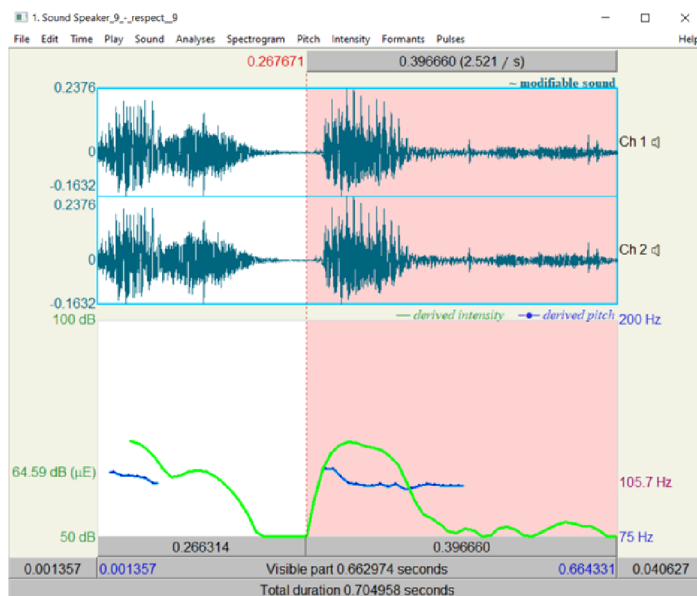 1. Sound Speaker_9_-_respect__9
File Edit Time Play Sound Analyses Spectrogram Pitch Intensity Formants Pulses Help
0.267671 0.396660 (2.521 / s)
0.2376 ~ modifiable sound
0 Ch 1
-0.1632
0.2376
0 Ch 2
-0.1632
100 dB derived intensity derived pitch 200 Hz
64.59 dB (µE) 105.7 Hz
50 dB 75 Hz
0.266314 0.396660
0.001357 0.001357 Visible part 0.662974 seconds 0.664331 0.040627
Total duration 0.704958 seconds